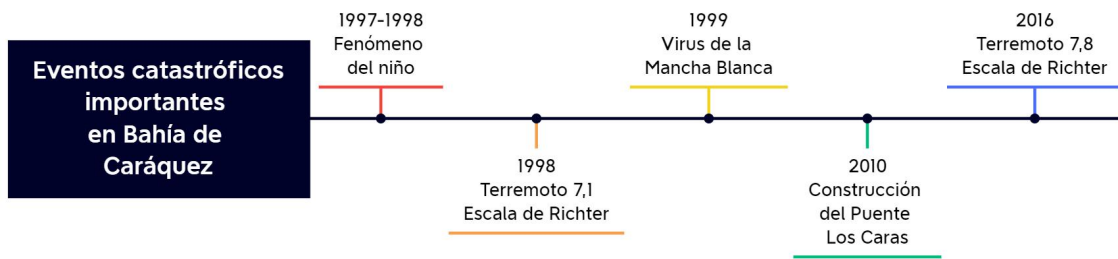 Eventos catastróficos
importantes
en Bahía de
Caráquez
1997-1998
Fenómeno
del niño
1998
Terremoto 7,1
Escala de Richter
1999
Virus de la
Mancha Blanca
2010
Construcción
del Puente
Los Caras
2016
Terremoto 7,8
Escala de Richter